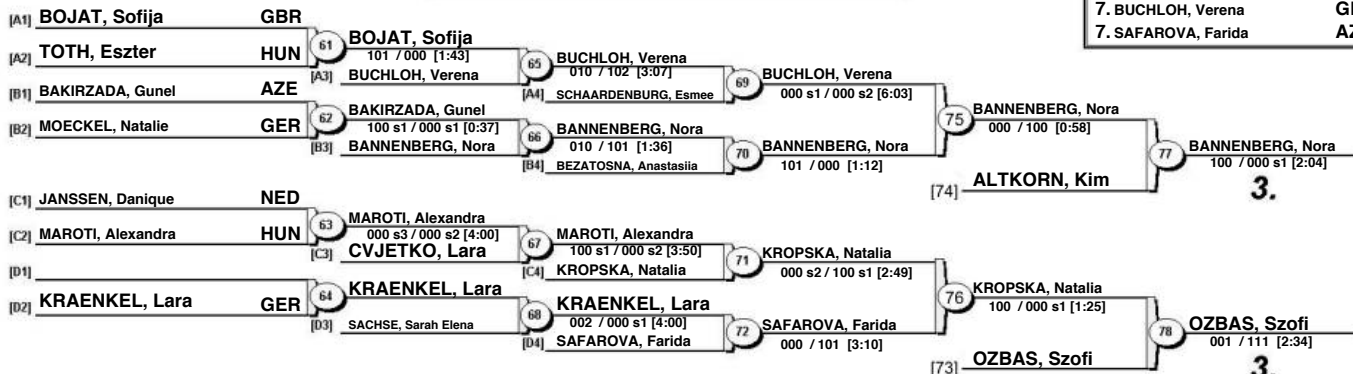 7. BUCHLOH, Verena
7. SAFAROVA, Farida
[A1] BOJAT, Sofija GBR
[A2] TOTH, Eszter HUN
61 BOJAT, Sofija
101 / 000 [1:43]
[A3] BUCHLOH, Verena
65 BUCHLOH, Verena
010 / 102 [3:07]
[A4] SCHAARDENBURG, Esmee
69 BUCHLOH, Verena
000 s1 / 000 s2 [6:03]
[B1] BAKIRZADA, Gunel AZE
[B2] MOECKEL, Natalie GER
62 BAKIRZADA, Gunel
100 s1 / 000 s1 [0:37]
[B3] BANNENBERG, Nora
66 BANNENBERG, Nora
010 / 101 [1:36]
[B4] BEZATOSNA, Anastasiia
70 BANNENBERG, Nora
101 / 000 [1:12]
75 BANNENBERG, Nora
000 / 100 [0:58]
[74] ALTKORN, Kim
77 BANNENBERG, Nora
100 / 000 s1 [2:04]
3.
[C1] JANSSEN, Danique NED
[C2] MAROTI, Alexandra HUN
63 MAROTI, Alexandra
000 s3 / 000 s2 [4:00]
[C3] CVJETKO, Lara
67 MAROTI, Alexandra
100 s1 / 000 s2 [3:50]
[C4] KROPSKA, Natalia
71 KROPSKA, Natalia
000 s2 / 100 s1 [2:49]
[D1]
[D2] KRAENKEL, Lara GER
64 KRAENKEL, Lara
[D3] SACHSE, Sarah Elena
68 KRAENKEL, Lara
002 / 000 s1 [4:00]
[D4] SAFAROVA, Farida
72 SAFAROVA, Farida
000 / 101 [3:10]
76 KROPSKA, Natalia
100 / 000 s1 [1:25]
[73] OZBAS, Szofi
78 OZBAS, Szofi
001 / 111 [2:34]
3.